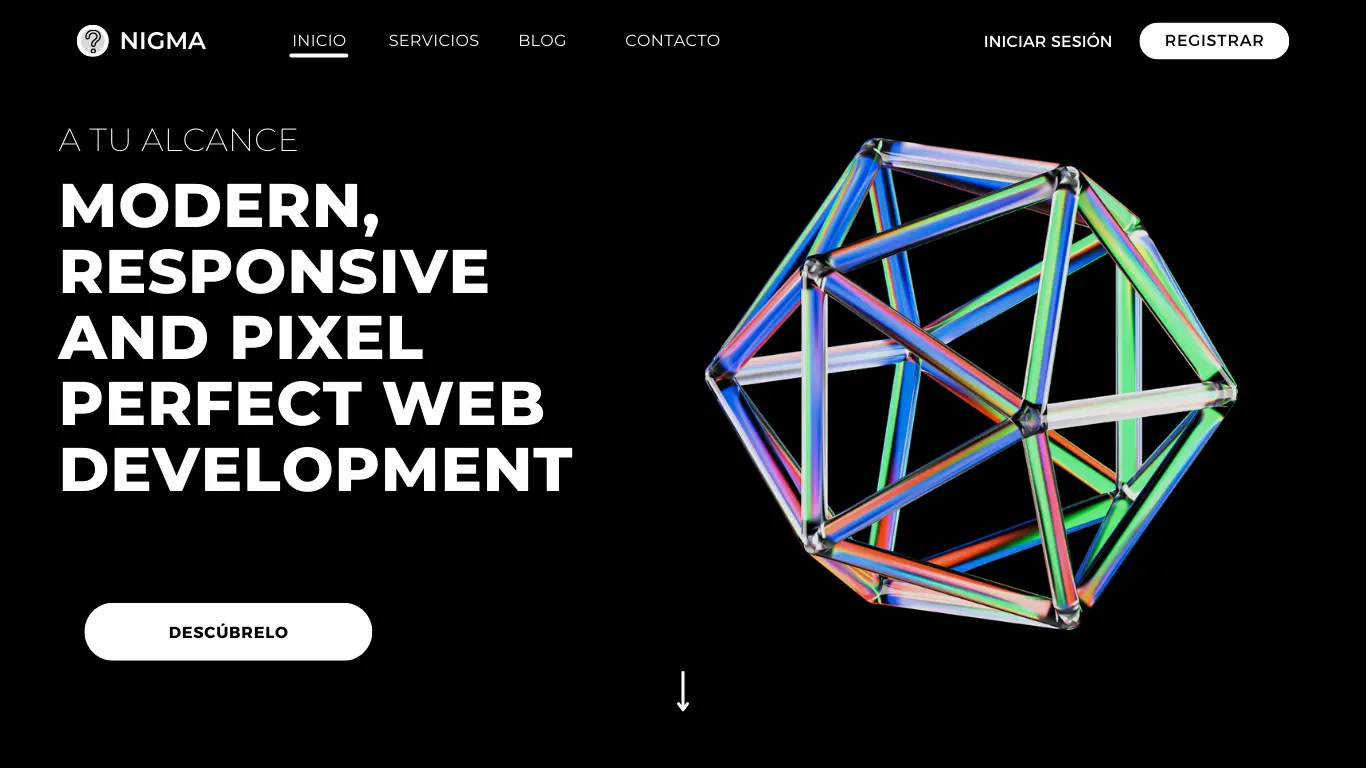 NIGMA
INICIO
SERVICIOS
BLOG
CONTACTO
INICIAR SESIÓN
REGISTRAR
A TU ALCANCE
MODERN,
RESPONSIVE
AND PIXEL
PERFECT WEB
DEVELOPMENT
DESCÚBRELO